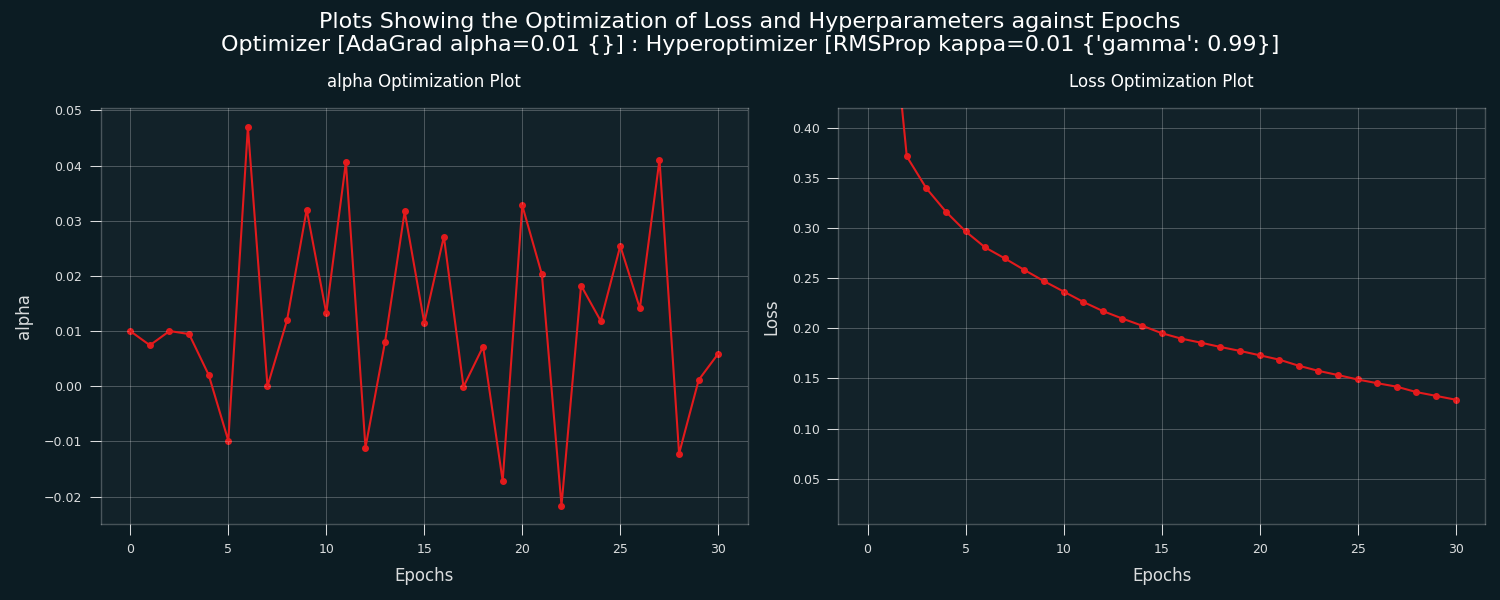 Plots Showing the Optimization of Loss and Hyperparameters against Epochs
Optimizer [AdaGrad alpha=0.01 {}] : Hyperoptimizer [RMSProp kappa=0.01 {'gamma': 0.99}]
alpha Optimization Plot
0.05
0.04
0.03
0.02
0.01
0.00
−0.01
−0.02
alpha
0 5 10 15 20 25 30
Epochs
Loss Optimization Plot
0.40
0.35
0.30
0.25
0.20
0.15
0.10
0.05
Loss
0 5 10 15 20 25 30
Epochs